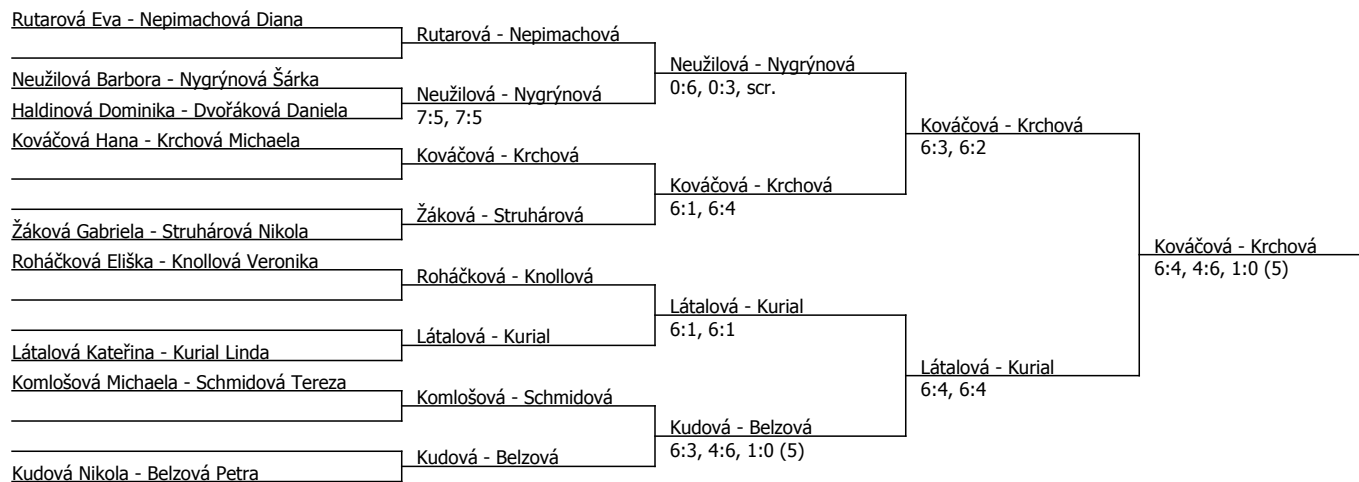 Rutarová Eva - Nepimachová Diana
Rutarová - Nepimachová
Neužilová - Nygrýnová
0:6, 0:3, scr.
Neužilová Barbora - Nygrýnová Šárka
Neužilová - Nygrýnová
7:5, 7:5
Haldinová Dominika - Dvořáková Daniela
Kováčová - Krchová
6:3, 6:2
Kováčová Hana - Krchová Michaela
Kováčová - Krchová
Kováčová - Krchová
6:1, 6:4
Žáková - Struhárová
Žáková Gabriela - Struhárová Nikola
Kováčová - Krchová
6:4, 4:6, 1:0 (5)
Roháčková Eliška - Knollová Veronika
Roháčková - Knollová
Látalová - Kurial
6:1, 6:1
Látalová - Kurial
Látalová Kateřina - Kurial Linda
Látalová - Kurial
6:4, 6:4
Komlošová Michaela - Schmidová Tereza
Komlošová - Schmidová
Kudová - Belzová
6:3, 4:6, 1:0 (5)
Kudová - Belzová
Kudová Nikola - Belzová Petra